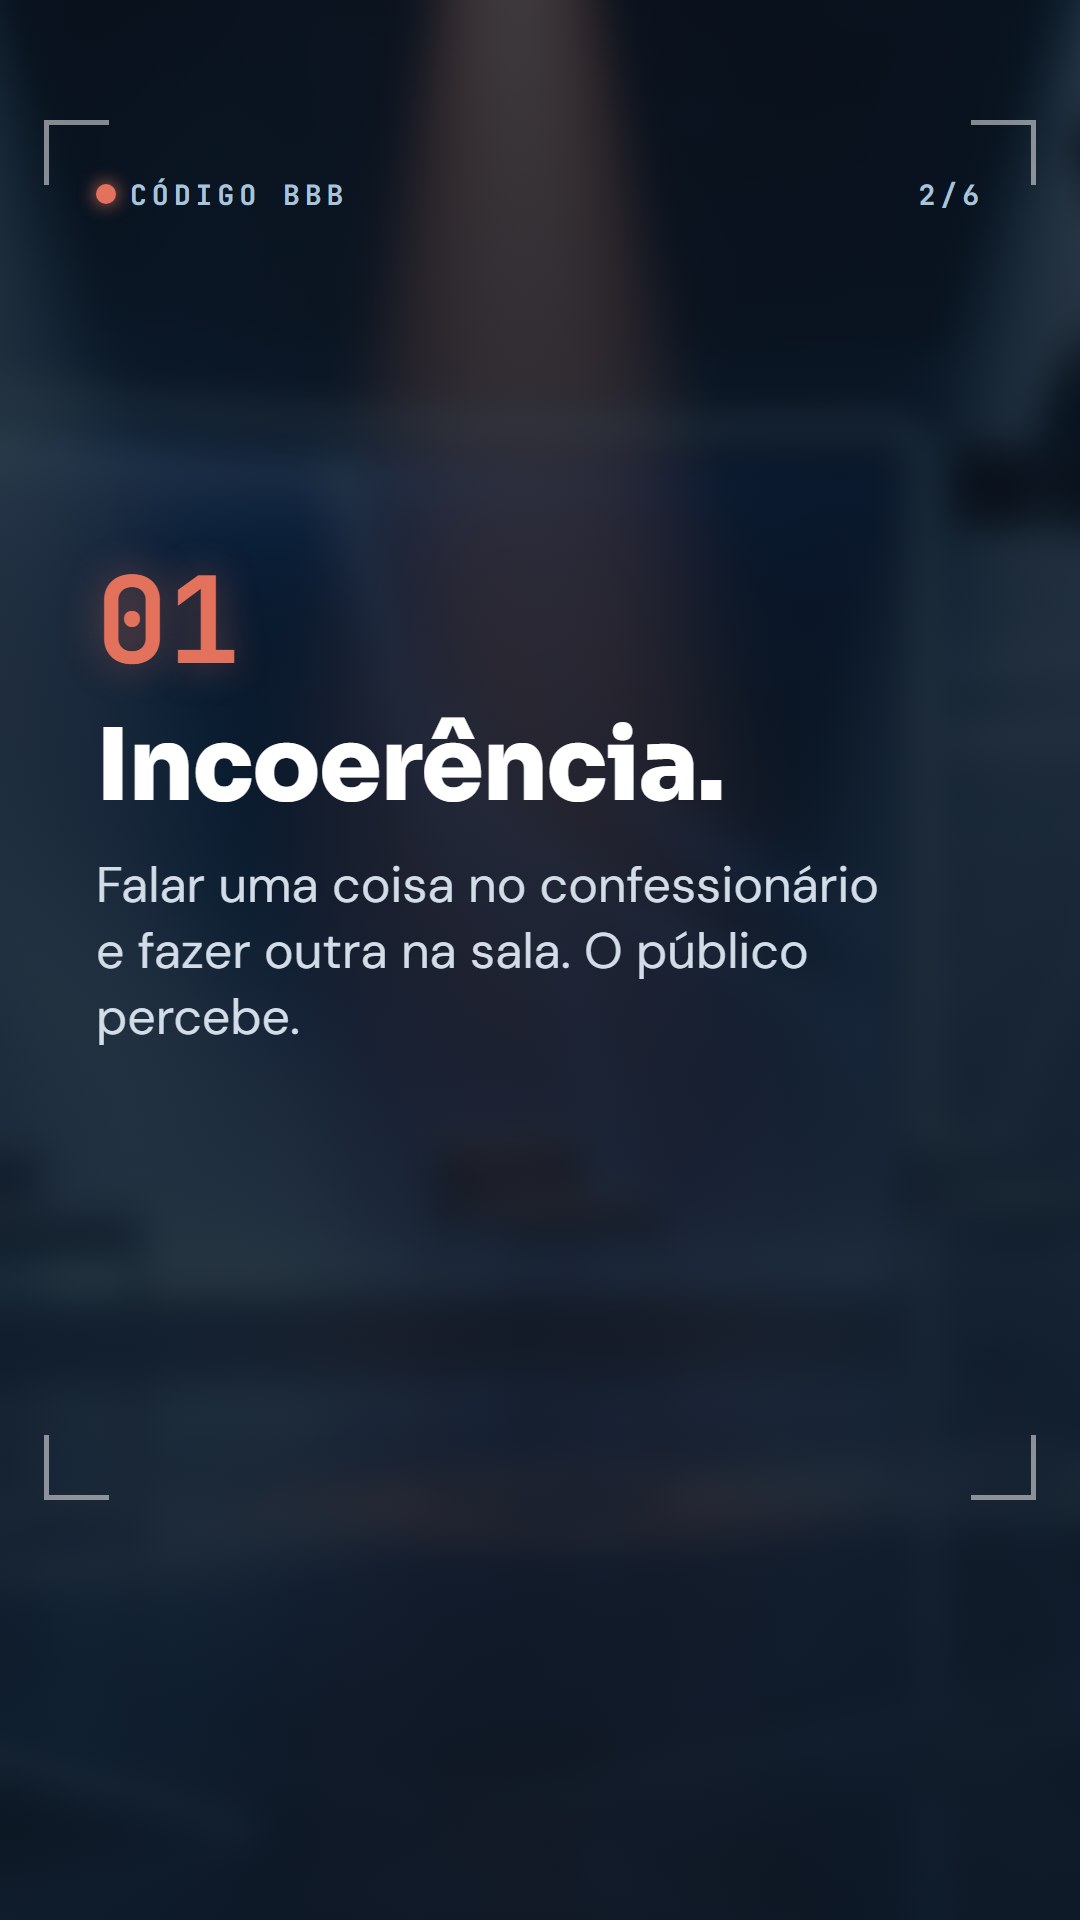 CÓDIGO BBB
2/6
01
Incoerência.
Falar uma coisa no confessionário
e fazer outra na sala. O público
percebe.